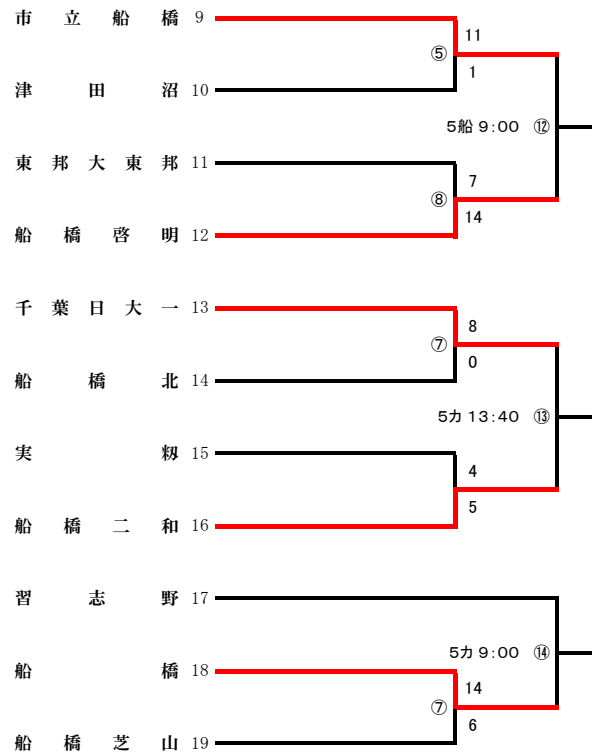 市立船橋 9
11
⑤
1
津田沼 10
5船 9:00 ⑫
東邦大東邦 11
7
⑧
14
船橋啓明 12
千葉日大一 13
8
⑦
0
船橋北 14
5カ 13:40 ⑬
実籾 15
4
5
船橋二和 16
習志野 17
5カ 9:00 ⑭
船橋 18
14
⑦
6
船橋芝山 19